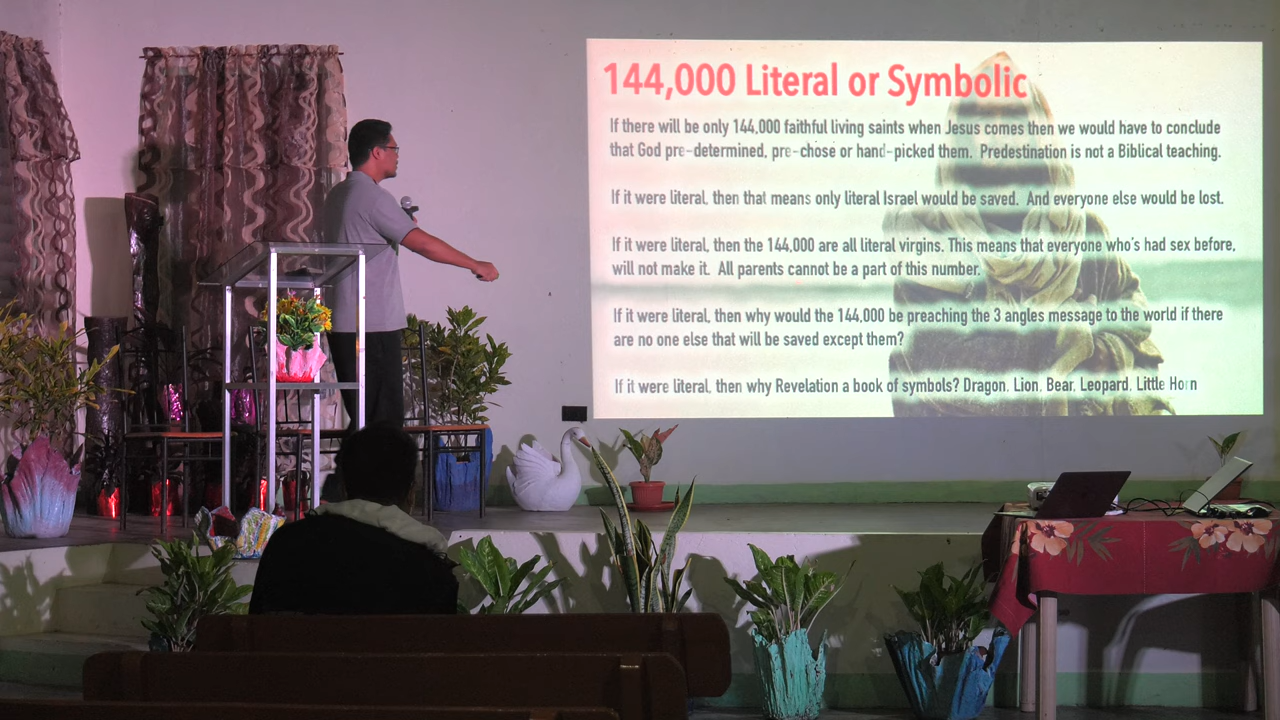 144,000 Literal or Symbolic
If there will be only 144,000 faithful living saints when Jesus comes then we would have to conclude
that God pre-determined, pre-chose or hand-picked them. Predestination is not a Biblical teaching.
If it were literal, then that means only literal Israel would be saved. And everyone else would be lost.
If it were literal, then the 144,000 are all literal virgins. This means that everyone who's had sex before,
will not make it. All parents cannot be a part of this number.
If it were literal, then why would the 144,000 be preaching the 3 angles message to the world if there
are no one else that will be saved except them?
If it were literal, then why Revelation a book of symbols? Dragon, Lion, Bear, Leopard, Little Horn